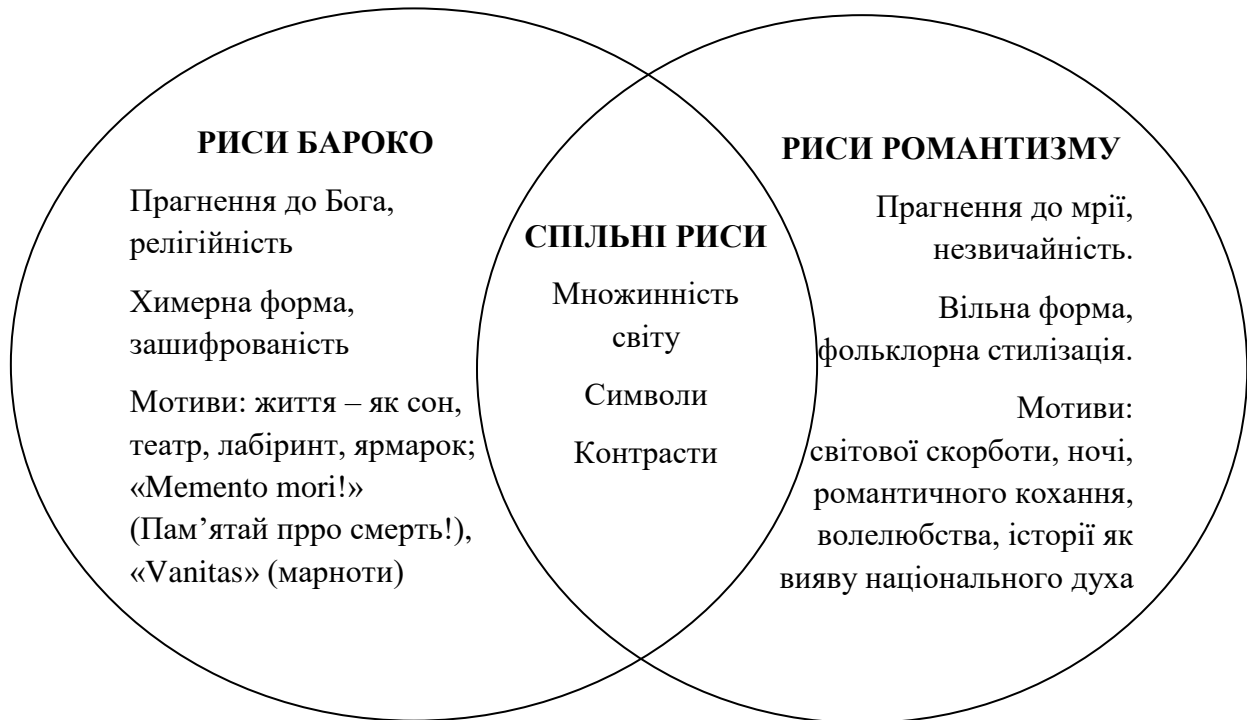 РИСИ БАРОКО
Прагнення до Бога,
релігійність
Химерна форма,
зашифрованість
Мотиви: життя – як сон,
театр, лабіринт, ярмарок;
«Memento mori!»
(Пам’ятай прро смерть!),
«Vanitas» (марноти)
СПІЛЬНІ РИСИ
Множинність
світу
Символи
Контрасти
РИСИ РОМАНТИЗМУ
Прагнення до мрії,
незвичайність.
Вільна форма,
фольклорна стилізація.
Мотиви:
світової скорботи, ночі,
романтичного кохання,
волелюбства, історії як
вияву національного духа